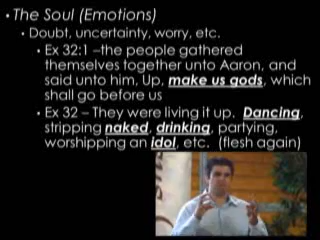 • The Soul (Emotions)
• Doubt, uncertainty, worry, etc.
• Ex 32:1 –the people gathered
themselves together unto Aaron, and
said unto him, Up, make us gods, which
shall go before us
• Ex 32 – They were living it up.  Dancing,
stripping naked, drinking, partying,
worshipping an idol, etc.  (flesh again)